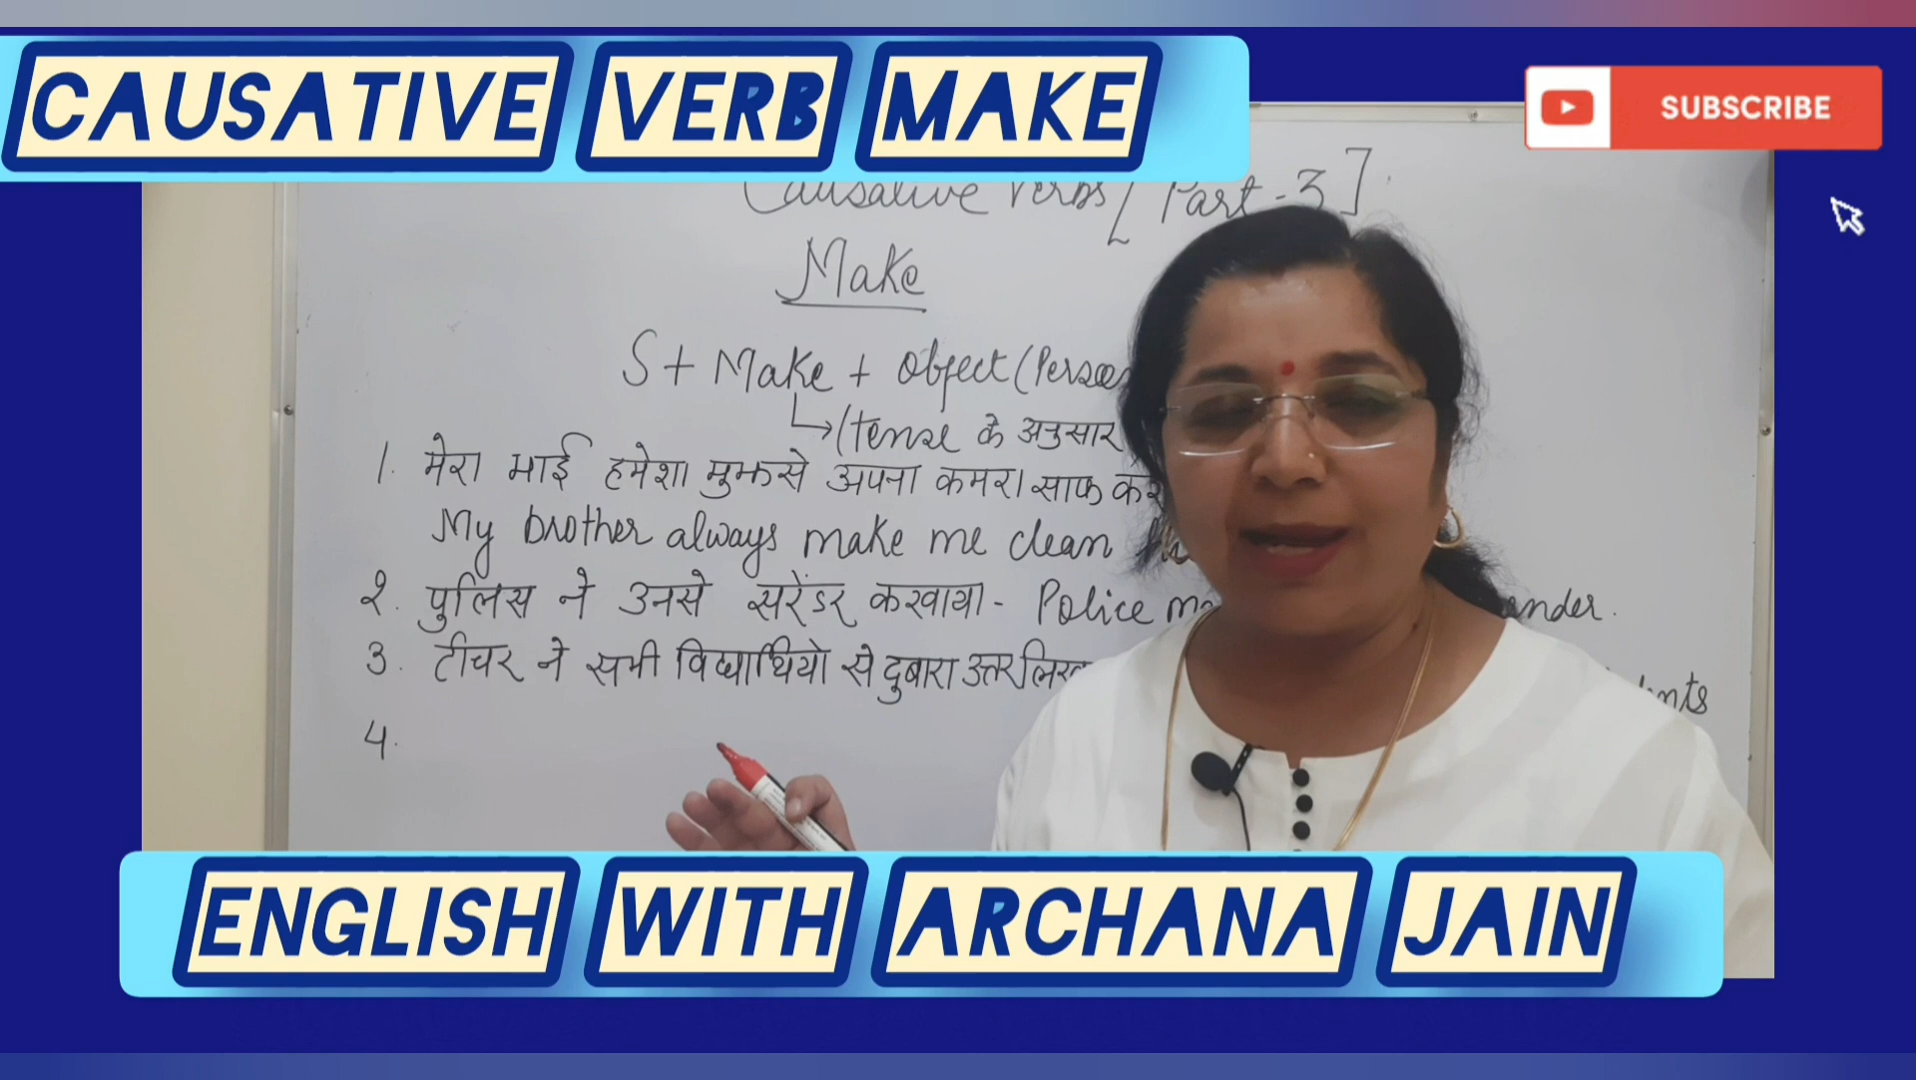 CAUSATIVE VERB MAKE
SUBSCRIBE
Causative Verbs [Part-3]
Make
S + Make + Object (Person
(tense के अनुसार
1. मेरा भाई हमेशा मुझसे अपना कमरा साफ
My brother always make me clean
2. पुलिस ने उनसे सरेंडर करवाया - Police
3. टीचर ने सभी विद्यार्थियो से दुबारा उत्तर
4.
ENGLISH WITH ARCHANA JAIN